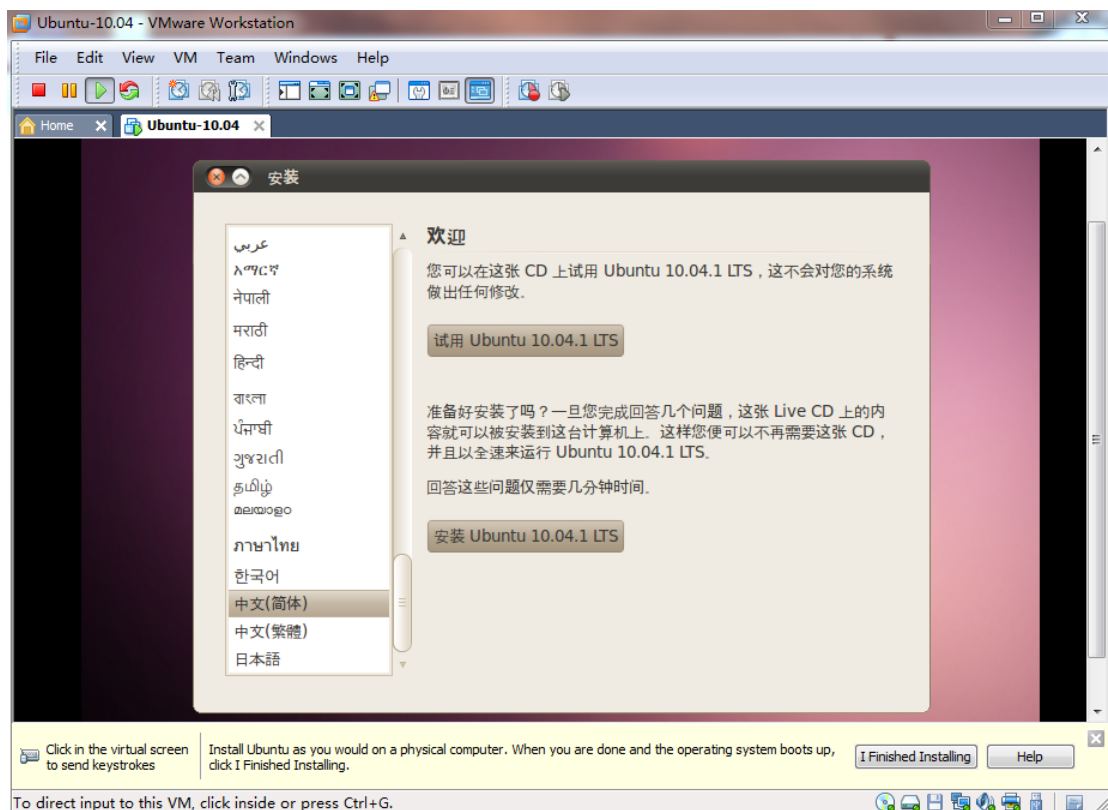 Ubuntu-10.04 - VMware Workstation
File Edit View VM Team Windows Help
Home Ubuntu-10.04
安装
عربي
አማርኛ
नेपाली
मराठी
हिन्दी
বাংলা
ਪੰਜਾਬੀ
ગુજરાતી
தமிழ்
മലയാളം
ภาษาไทย
한국어
中文(简体)
中文(繁體)
日本語
欢迎
您可以在这张 CD 上试用 Ubuntu 10.04.1 LTS，这不会对您的系统
做出任何修改。
试用 Ubuntu 10.04.1 LTS
准备好安装了吗？一旦您完成回答几个问题，这张 Live CD 上的内
容就可以被安装到这台计算机上。这样您便可以不再需要这张 CD，
并且以全速来运行 Ubuntu 10.04.1 LTS。
回答这些问题仅需要几分钟时间。
安装 Ubuntu 10.04.1 LTS
Click in the virtual screen
to send keystrokes
Install Ubuntu as you would on a physical computer. When you are done and the operating system boots up,
click I Finished Installing.
I Finished Installing
Help
To direct input to this VM, click inside or press Ctrl+G.